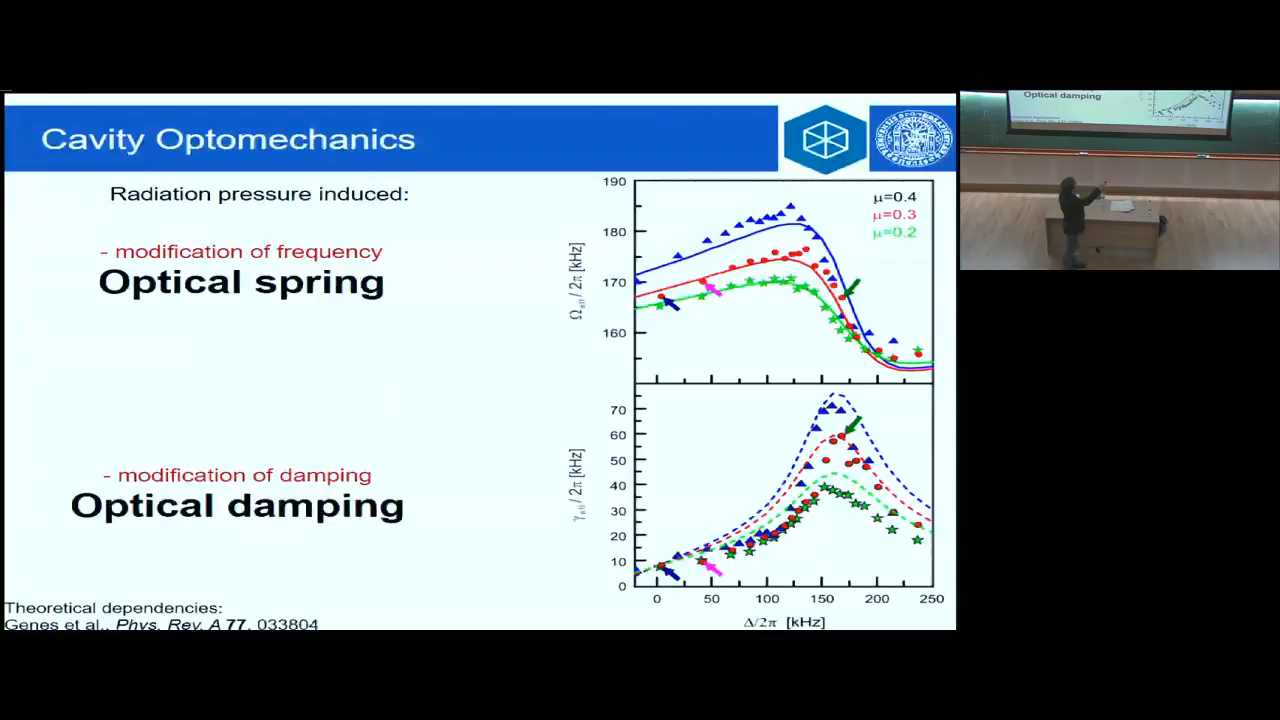 Cavity Optomechanics
Radiation pressure induced:
- modification of frequency
Optical spring
- modification of damping
Optical damping
Theoretical dependencies:
Genes et al., Phys. Rev. A 77, 033804
190
180
170
160
Ωeff / 2π [kHz]
μ=0.4
μ=0.3
μ=0.2
70
60
50
40
30
20
10
0
γeff / 2π [kHz]
0 50 100 150 200 250
Δ/2π [kHz]
Optical damping